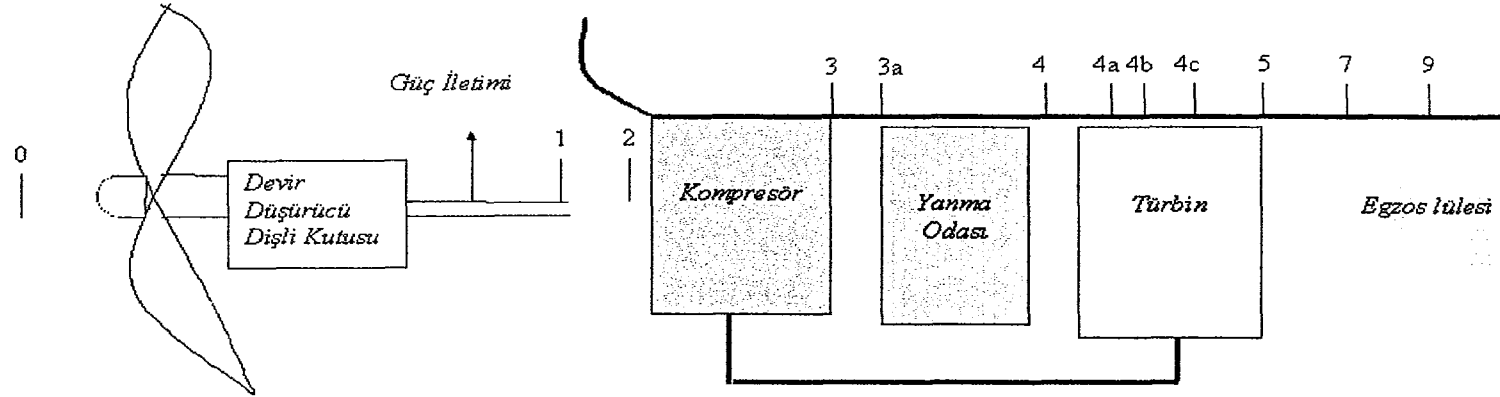 0
Güç İletimi
Devir
Düşürücü
Dişli Kutusu
1
2
3
3a
4
4a
4b
4c
5
7
9
Kompresör
Yanma
Odası
Türbin
Egzos lülesi